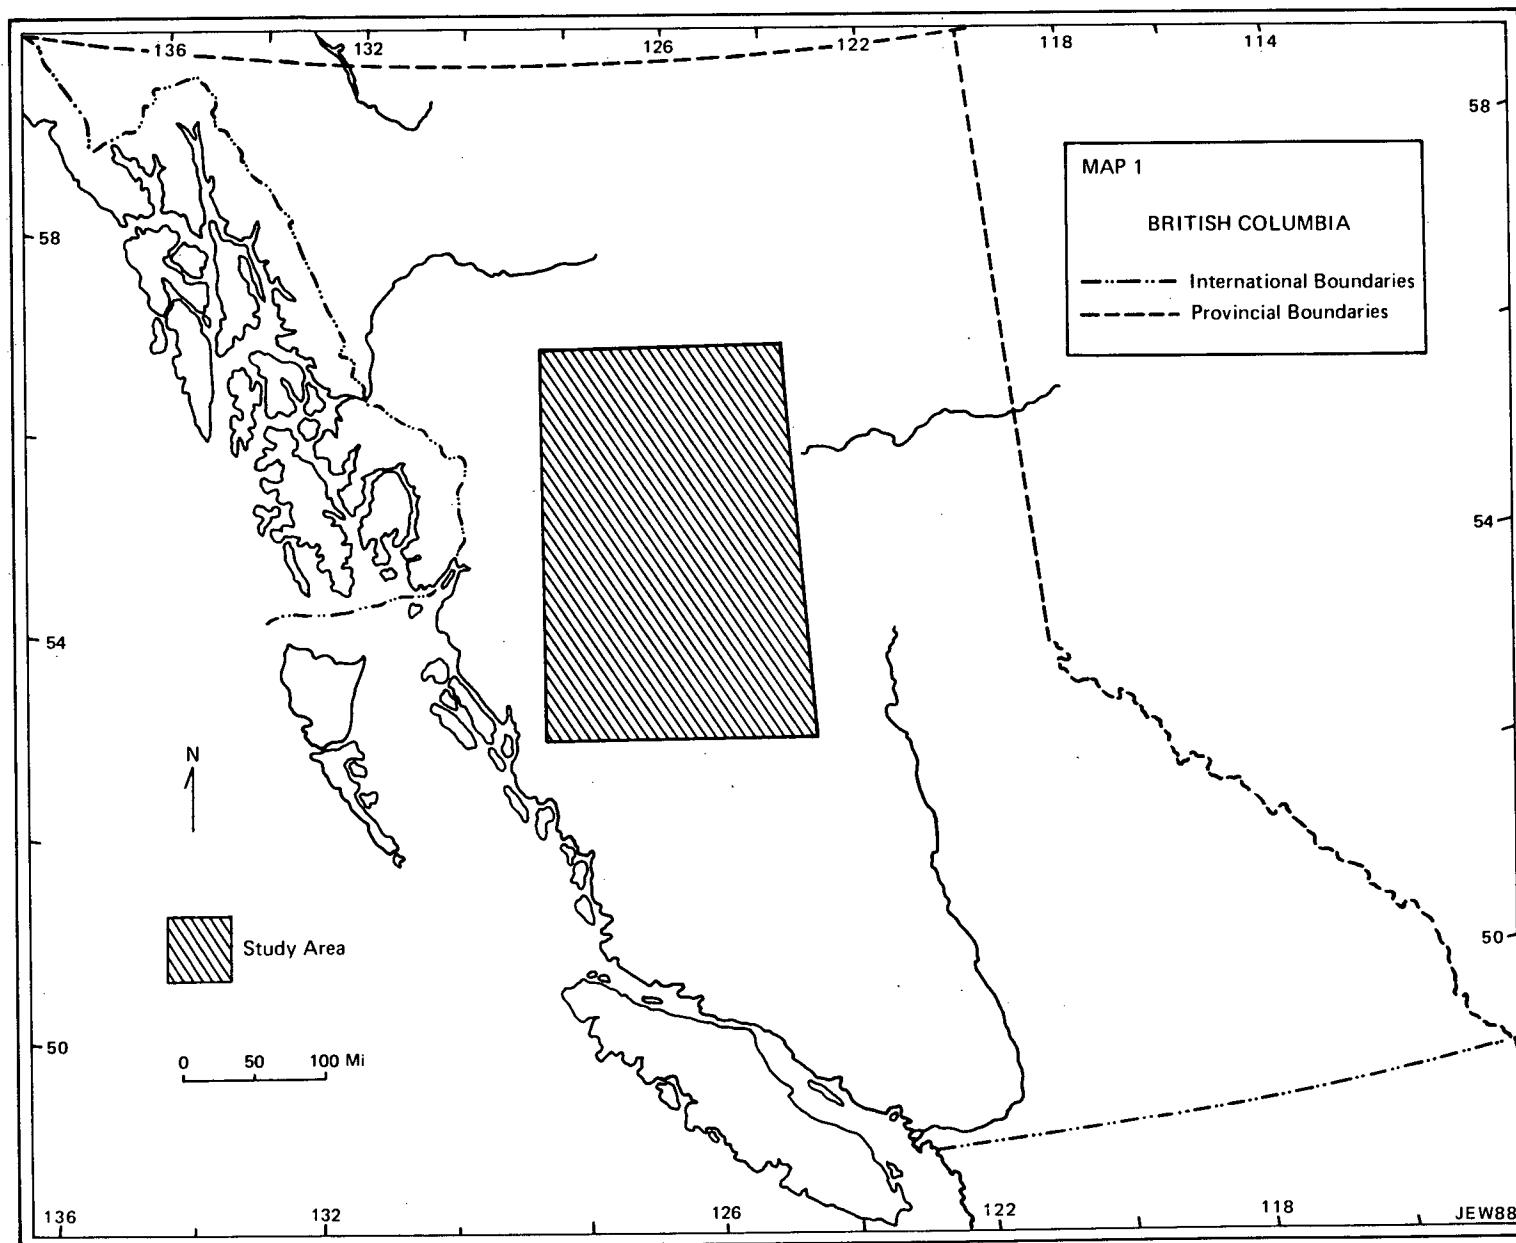 136 132 126 122 118 114
58
MAP 1
BRITISH COLUMBIA
58
International Boundaries
Provincial Boundaries
54
54
N
50
Study Area
50
0 50 100 Mi
136 132 126 122 118 JEW88